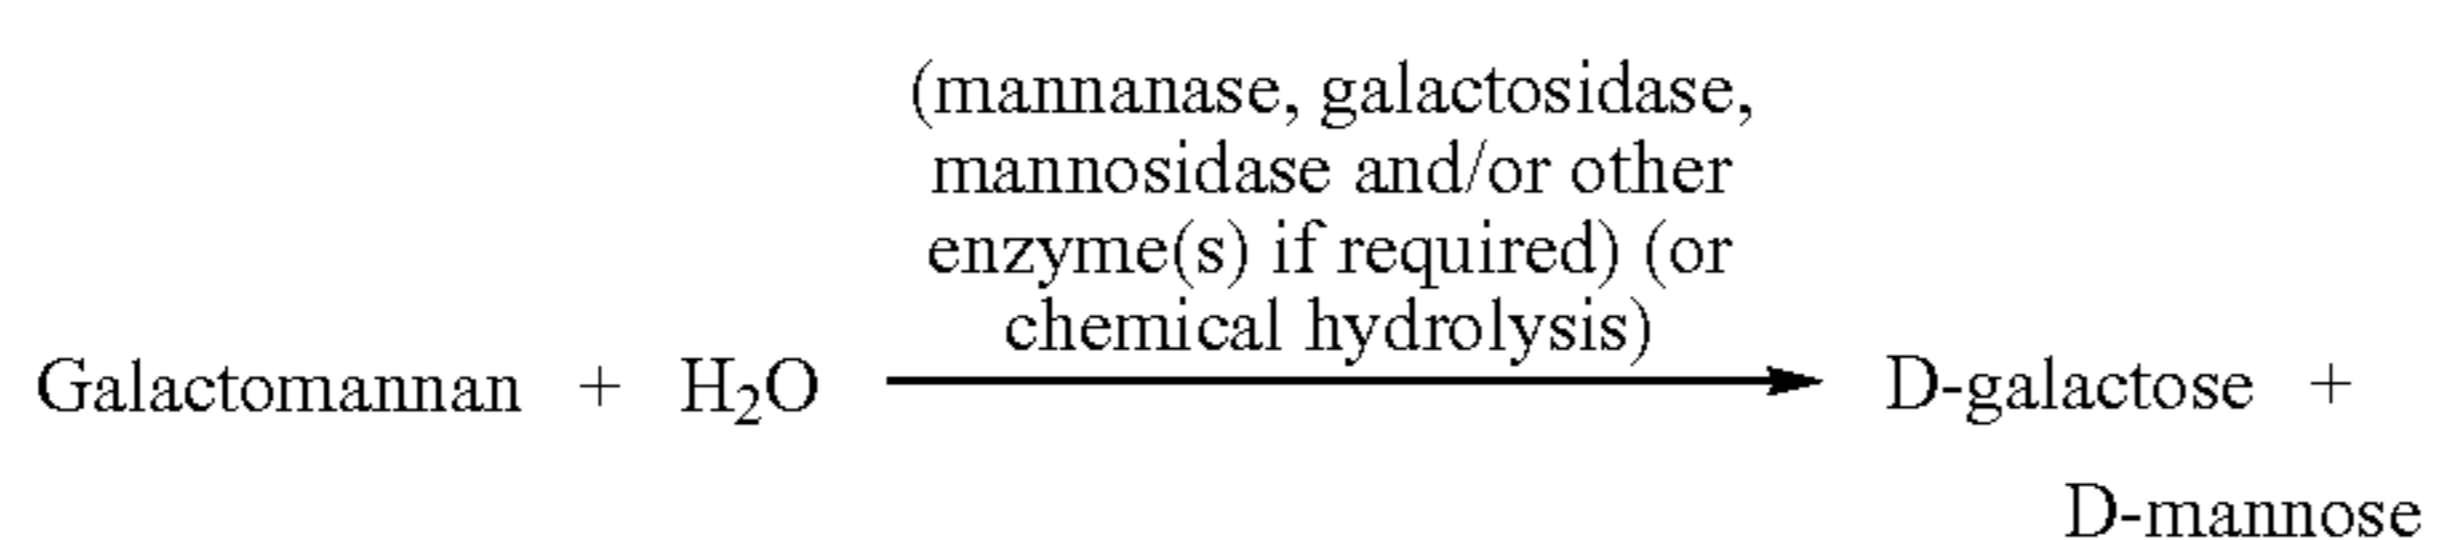 (mannanase, galactosidase,
mannosidase and/or other
enzyme(s) if required) (or
chemical hydrolysis)
Galactomannan + H₂O D-galactose +
D-mannose